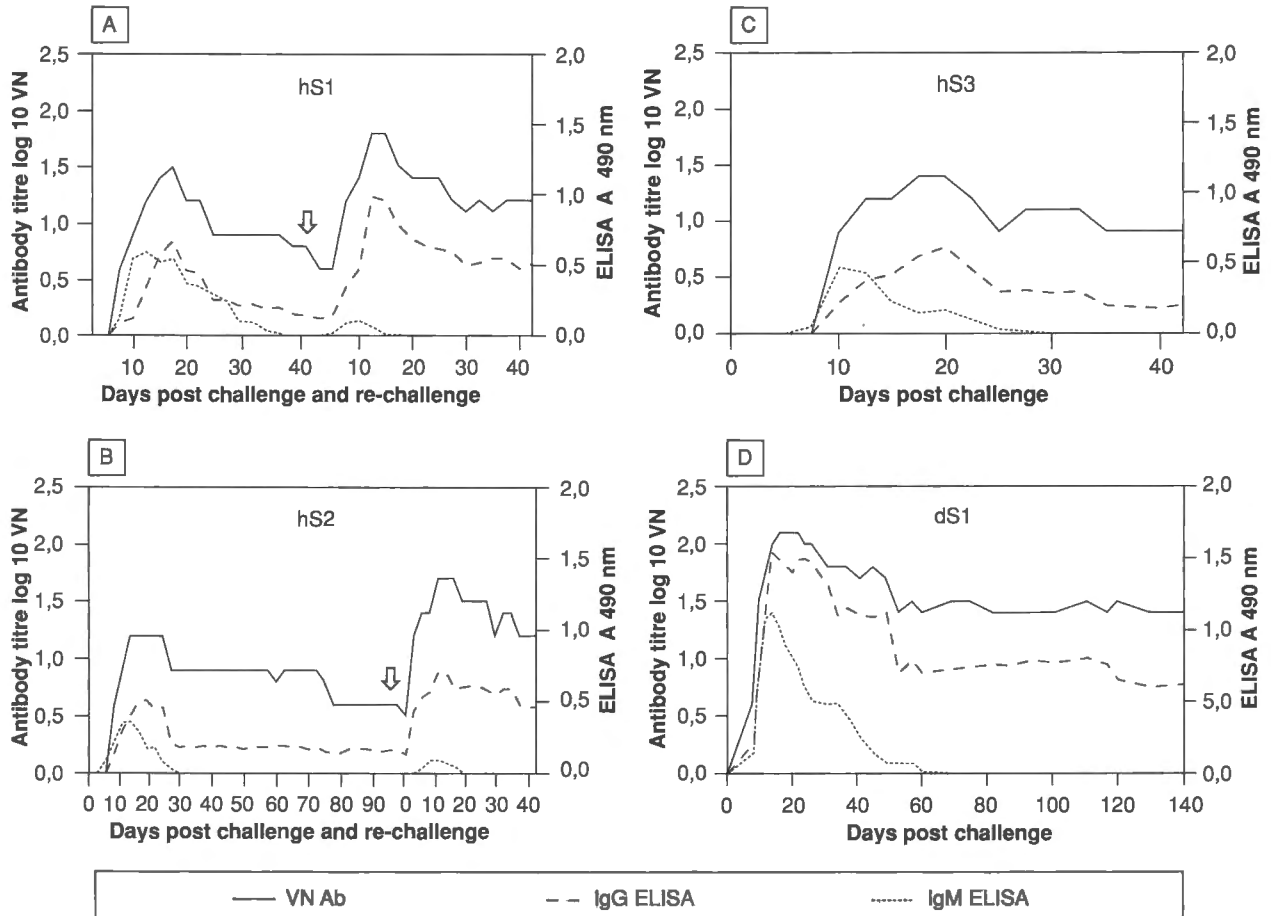 A
hS1
Antibody titre log 10 VN
2,5
2,0
1,5
1,0
0,5
0,0
2,0
1,5
1,0
0,5
0,0
ELISA A 490 nm
10 20 30 40 10 20 30 40
Days post challenge and re-challenge
C
hS3
Antibody titre log 10 VN
2,5
2,0
1,5
1,0
0,5
0,0
2,0
1,5
1,0
0,5
0,0
ELISA A 490 nm
0 10 20 30 40
Days post challenge
B
hS2
Antibody titre log 10 VN
2,5
2,0
1,5
1,0
0,5
0,0
2,0
1,5
1,0
0,5
0,0
ELISA A 490 nm
0 10 20 30 40 50 60 70 80 90 0 10 20 30 40
Days post challenge and re-challenge
D
dS1
Antibody titre log 10 VN
2,5
2,0
1,5
1,0
0,5
0,0
2,0
1,5
1,0
5,0
0,0
ELISA A 490 nm
0 20 40 60 80 100 120 140
Days post challenge
VN Ab IgG ELISA IgM ELISA